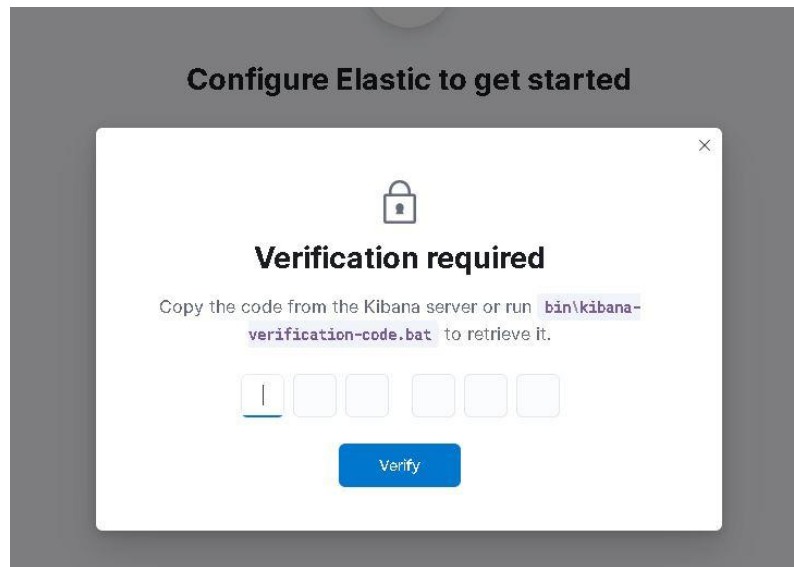 Configure Elastic to get started
Verification required
Copy the code from the Kibana server or run bin\kibana-
verification-code.bat to retrieve it.
Verify